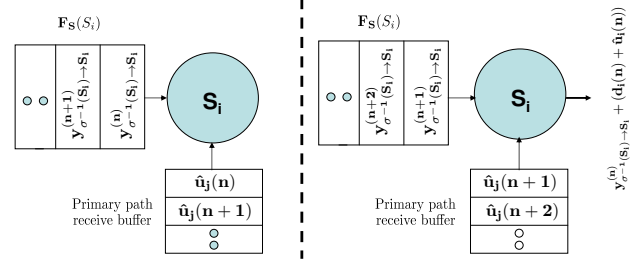 F_S(S_i)
y^{(n+1)}_{σ^{-1}(S_i)→S_i}
y^{(n)}_{σ^{-1}(S_i)→S_i}
S_i
Primary path
receive buffer
û_j(n)
û_j(n + 1)
F_S(S_i)
y^{(n+2)}_{σ^{-1}(S_i)→S_i}
y^{(n+1)}_{σ^{-1}(S_i)→S_i}
S_i
Primary path
receive buffer
û_j(n + 1)
û_j(n + 2)
y^{(n)}_{σ^{-1}(S_i)→S_i} + (d_i(n) + û_i(n))